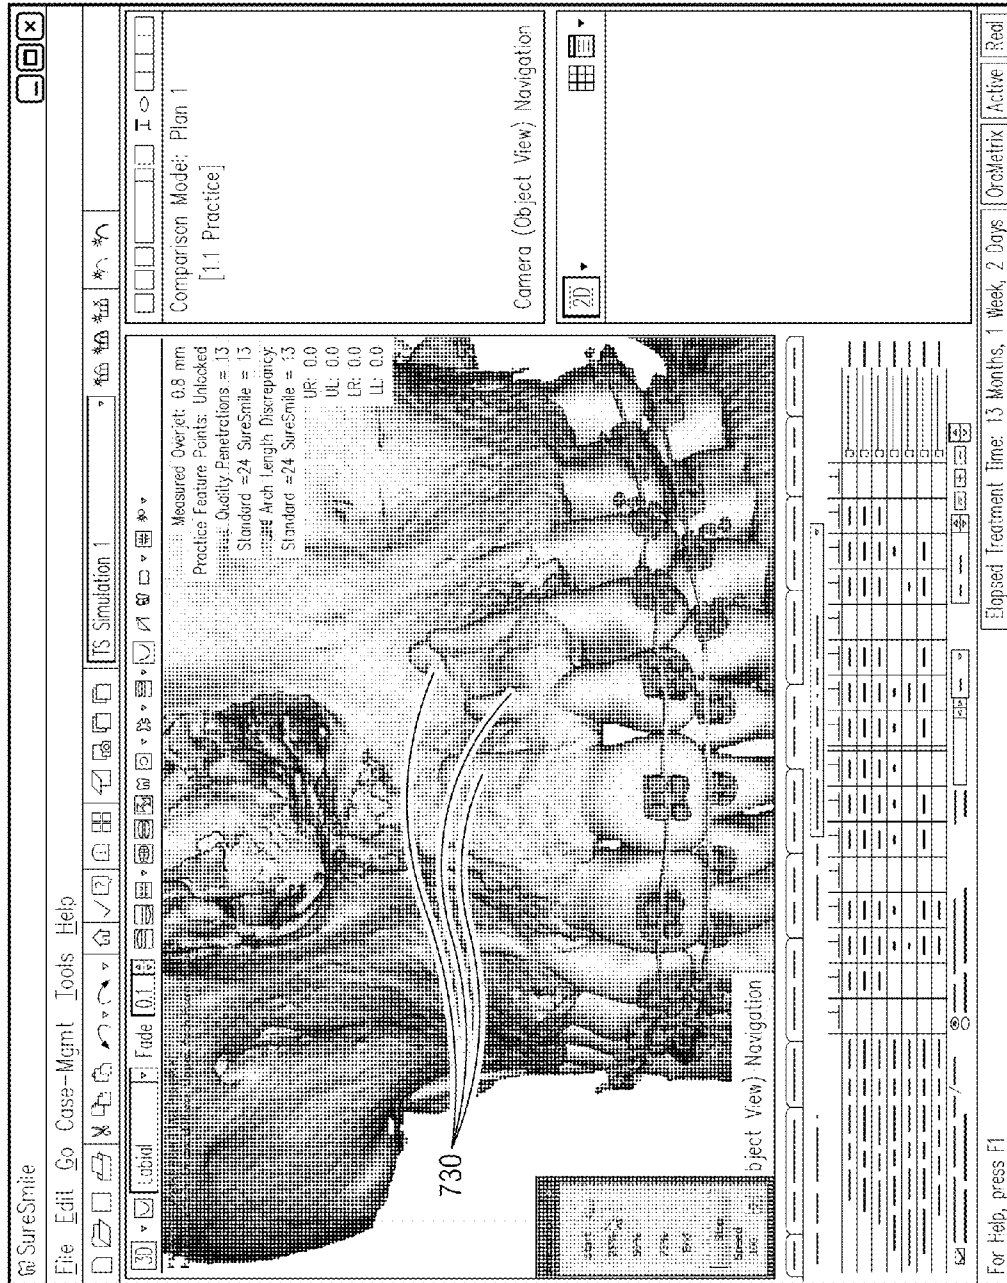 SureSmile
File Edit Go Case-Mgmt Tools Help
TS Simulation 1
3D Labial Fade 0.1
Measured Overjet: 0.8 mm
Practice Feature Points: Unlocked
Quality Penetrations = 13
Standard =24 SureSmile = 13
Arch Length Discrepancy:
Standard =24 SureSmile = 13
UR: 0.0
UL: 0.0
LR: 0.0
LL: 0.0
730
bject View) Navigation
Comparison Model: Plan 1
[1.1 Practice]
Camera (Object View) Navigation
2D
For Help, press F1
Elapsed Treatment Time: 13 Months, 1 Week, 2 Days
OraMetrix
Active
Real